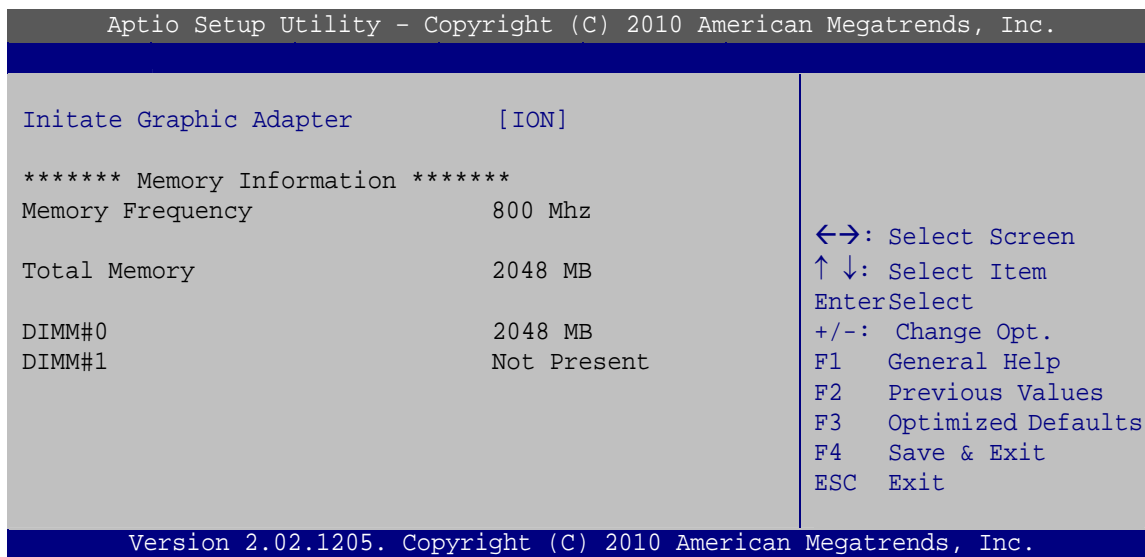 Aptio Setup Utility – Copyright (C) 2010 American Megatrends, Inc.
Initate Graphic Adapter [ION]
******* Memory Information *******
Memory Frequency 800 Mhz
Total Memory 2048 MB
DIMM#0 2048 MB
DIMM#1 Not Present
←→: Select Screen
↑ ↓: Select Item
EnterSelect
+/-: Change Opt.
F1 General Help
F2 Previous Values
F3 Optimized Defaults
F4 Save & Exit
ESC Exit
Version 2.02.1205. Copyright (C) 2010 American Megatrends, Inc.